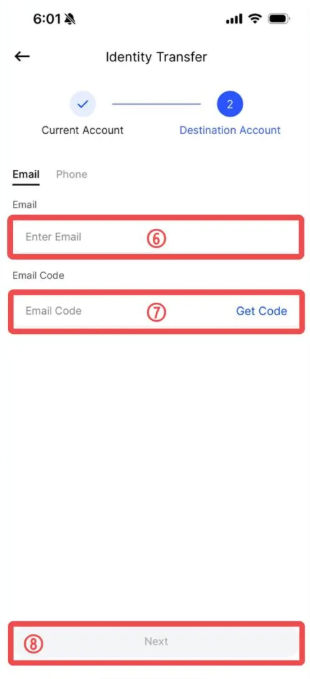 6:01
Identity Transfer
2
Current Account
Destination Account
Email Phone
Email
Enter Email ⑥
Email Code
Email Code ⑦ Get Code
⑧ Next